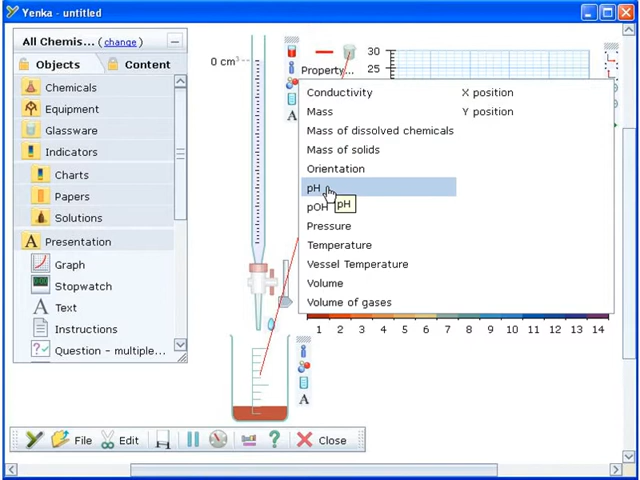 Yenka - untitled
All Chemis... (change)
Objects
Content
Chemicals
Equipment
Glassware
Indicators
Charts
Papers
Solutions
Presentation
Graph
Stopwatch
Text
Instructions
Question - multiple...
0 cm³
Property...
30
25
Conductivity
X position
Mass
Y position
Mass of dissolved chemicals
Mass of solids
Orientation
pH
pH
pOH
Pressure
Temperature
Vessel Temperature
Volume
Volume of gases
1 2 3 4 5 6 7 8 9 10 11 12 13 14
File
Edit
Close